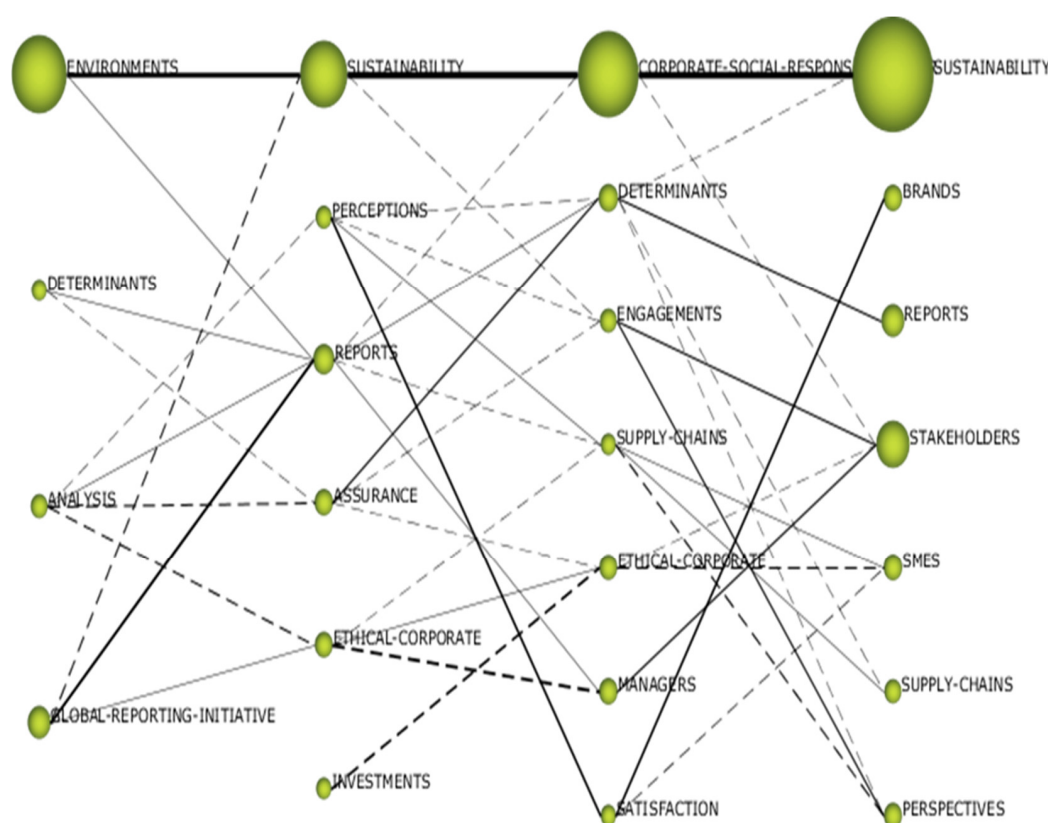 ENVIRONMENTS
SUSTAINABILITY
CORPORATE-SOCIAL-RESPONS
SUSTAINABILITY
DETERMINANTS
ANALYSIS
GLOBAL-REPORTING-INITIATIVE
PERCEPTIONS
REPORTS
ASSURANCE
ETHICAL-CORPORATE
INVESTMENTS
DETERMINANTS
ENGAGEMENTS
SUPPLY-CHAINS
ETHICAL-CORPORATE
MANAGERS
SATISFACTION
BRANDS
REPORTS
STAKEHOLDERS
SMES
SUPPLY-CHAINS
PERSPECTIVES